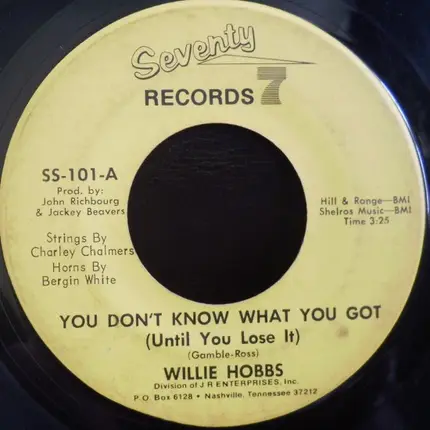 Seventy
RECORDS 7
SS-101-A
Prod. by:
John Richbourg
& Jackey Beavers
Strings By
Charley Chalmers
Horns By
Bergin White
Hill & Range—BMI
Shelros Music—BMI
Time 3:25
YOU DON'T KNOW WHAT YOU GOT
(Until You Lose It)
(Gamble-Ross)
WILLIE HOBBS
Division of J R ENTERPRISES, Inc.
P O Box 6128 • Nashville, Tennessee 37212